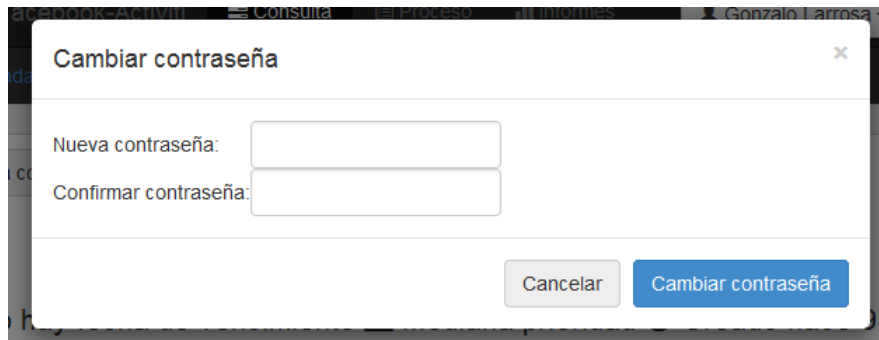 Consulta
Proceso
Informes
Gonzalo Larrosa
Cambiar contraseña
×
Nueva contraseña:
Confirmar contraseña:
Cancelar
Cambiar contraseña